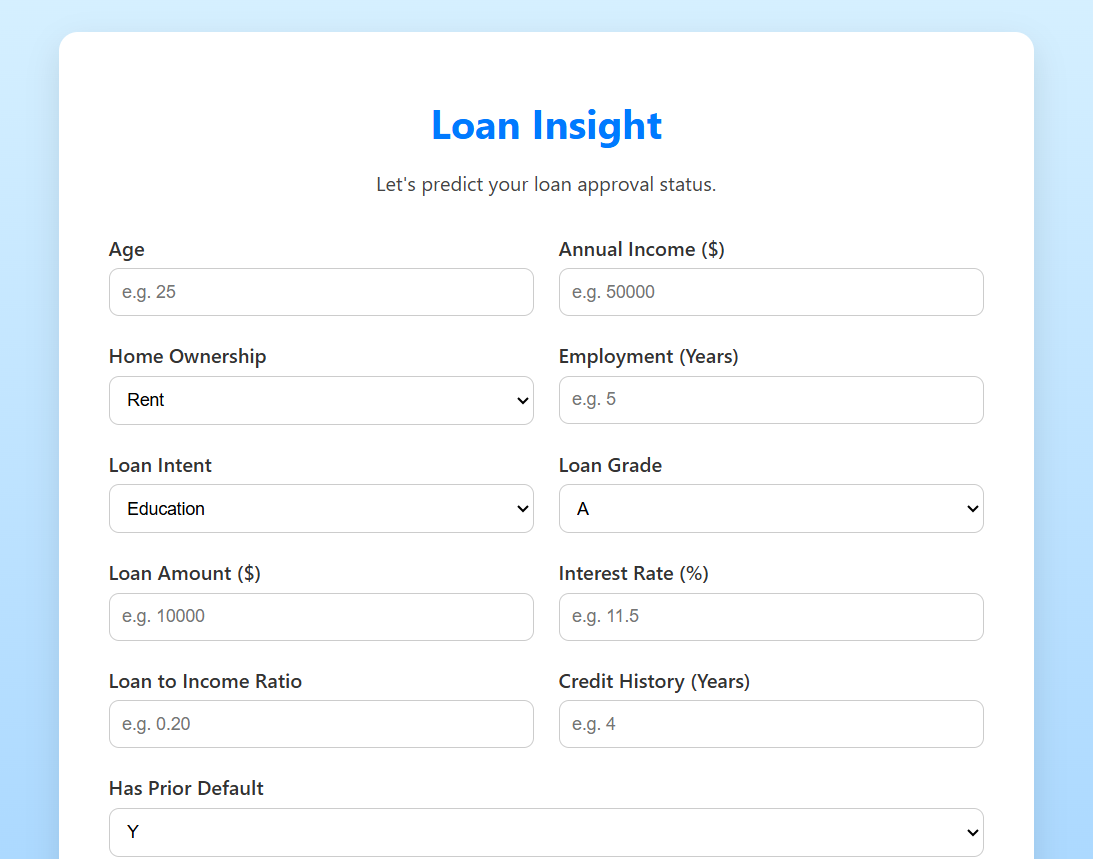 Loan Insight
Let's predict your loan approval status.
Age
Annual Income ($)
e.g. 25
e.g. 50000
Home Ownership
Employment (Years)
Rent
e.g. 5
Loan Intent
Loan Grade
Education
A
Loan Amount ($)
Interest Rate (%)
e.g. 10000
e.g. 11.5
Loan to Income Ratio
Credit History (Years)
e.g. 0.20
e.g. 4
Has Prior Default
Y